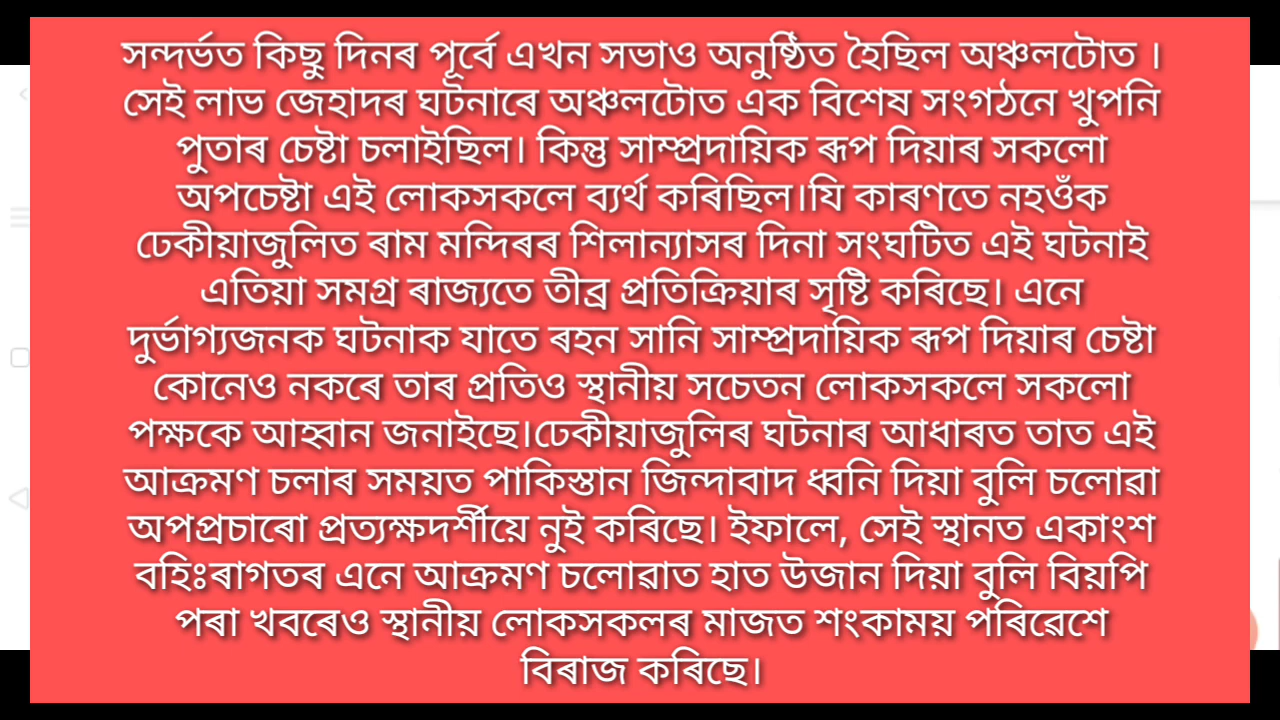 সন্দৰ্ভত কিছু দিনৰ পূৰ্বে এখন সভাও অনুষ্ঠিত হৈছিল অঞ্চলটোত ।
সেই লাভ জেহাদৰ ঘটনাৰে অঞ্চলটোত এক বিশেষ সংগঠনে খুপনি
পুতাৰ চেষ্টা চলাইছিল। কিন্তু সাম্প্ৰদায়িক ৰূপ দিয়াৰ সকলো
অপচেষ্টা এই লোকসকলে ব্যৰ্থ কৰিছিল।যি কাৰণতে নহওঁক
ঢেকীয়াজুলিত ৰাম মন্দিৰৰ শিলান্যাসৰ দিনা সংঘটিত এই ঘটনাই
এতিয়া সমগ্ৰ ৰাজ্যতে তীব্ৰ প্ৰতিক্ৰিয়াৰ সৃষ্টি কৰিছে। এনে
দুৰ্ভাগ্যজনক ঘটনাক যাতে ৰহন সানি সাম্প্ৰদায়িক ৰূপ দিয়াৰ চেষ্টা
কোনেও নকৰে তাৰ প্ৰতিও স্থানীয় সচেতন লোকসকলে সকলো
পক্ষকে আহ্বান জনাইছে।ঢেকীয়াজুলিৰ ঘটনাৰ আধাৰত তাত এই
আক্ৰমণ চলাৰ সময়ত পাকিস্তান জিন্দাবাদ ধ্বনি দিয়া বুলি চলোৱা
অপপ্ৰচাৰো প্ৰত্যক্ষদৰ্শীয়ে নুই কৰিছে। ইফালে, সেই স্থানত একাংশ
বহিঃৰাগতৰ এনে আক্ৰমণ চলোৱাত হাত উজান দিয়া বুলি বিয়পি
পৰা খবৰেও স্থানীয় লোকসকলৰ মাজত শংকাময় পৰিৱেশে
বিৰাজ কৰিছে।